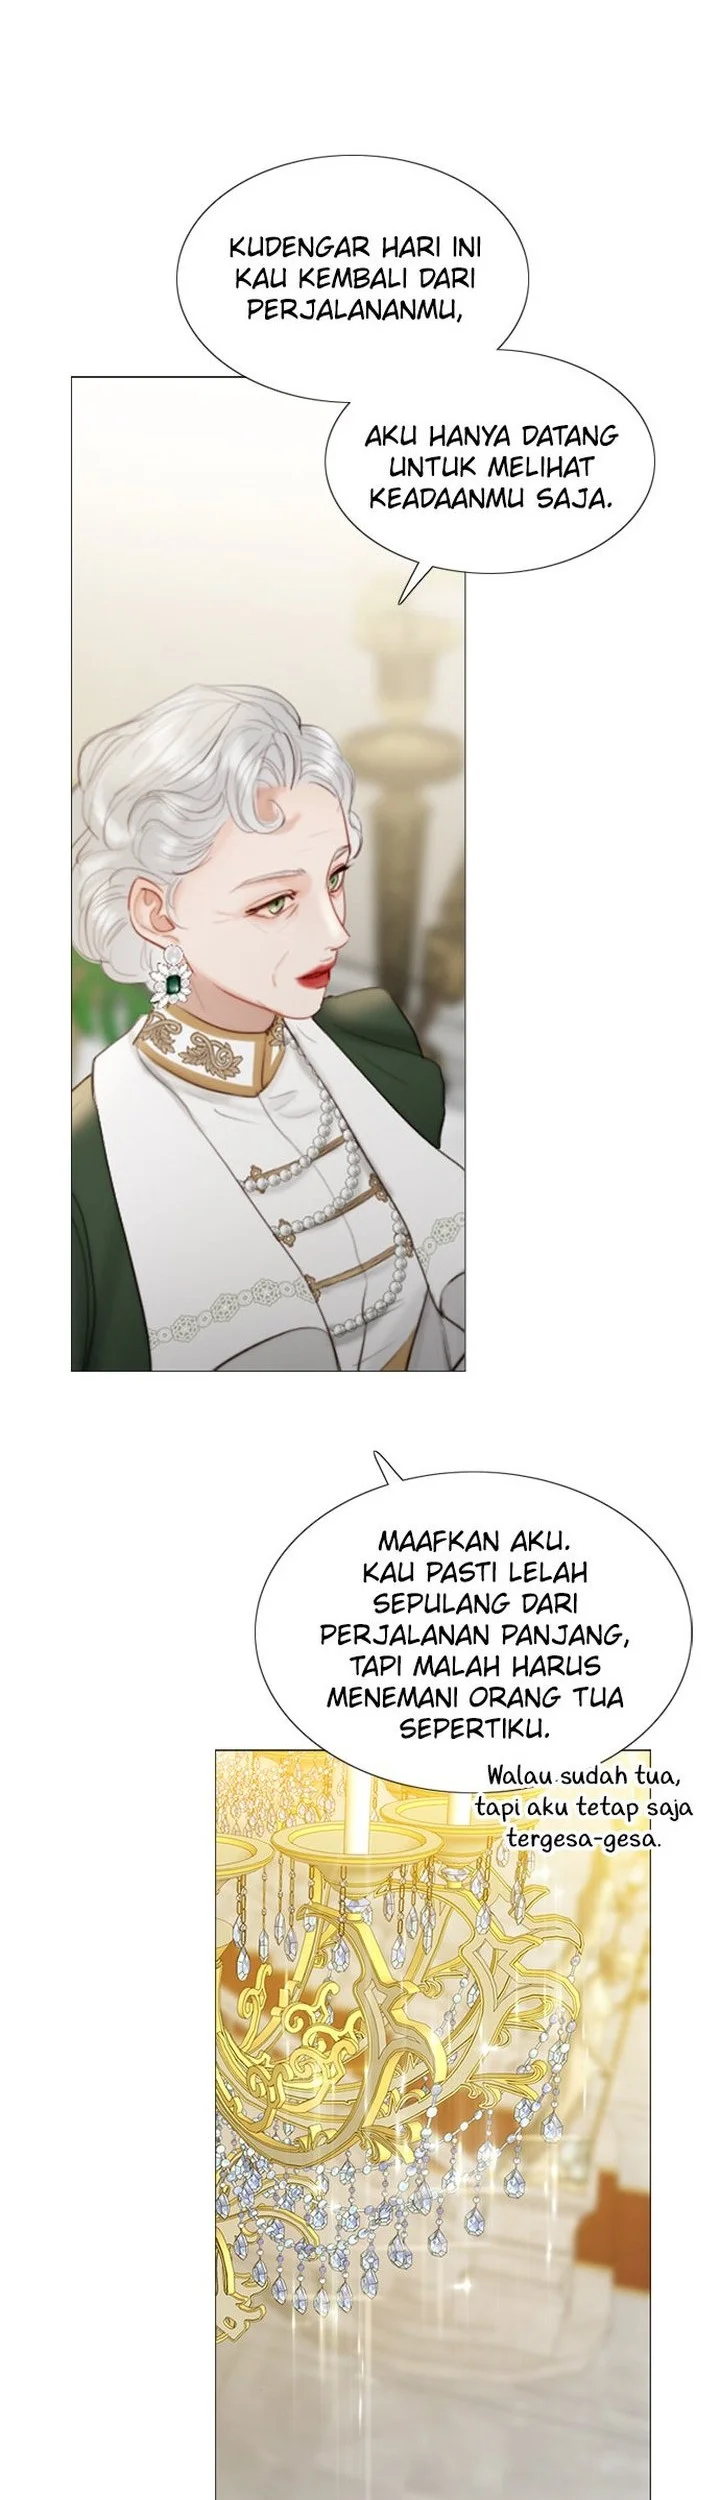 KUDENGAR HARI INI
KAU KEMBALI DARI
PERJALANANMU,
AKU HANYA DATANG
UNTUK MELIHAT
KEADAANMU SAJA.
MAAFKAN AKU.
KAU PASTI LELAH
SEPULANG DARI
PERJALANAN PANJANG,
TAPI MALAH HARUS
MENEMANI ORANG TUA
SEPERTIKU.
Walau sudah tua,
tapi aku tetap saja
tergesa-gesa.